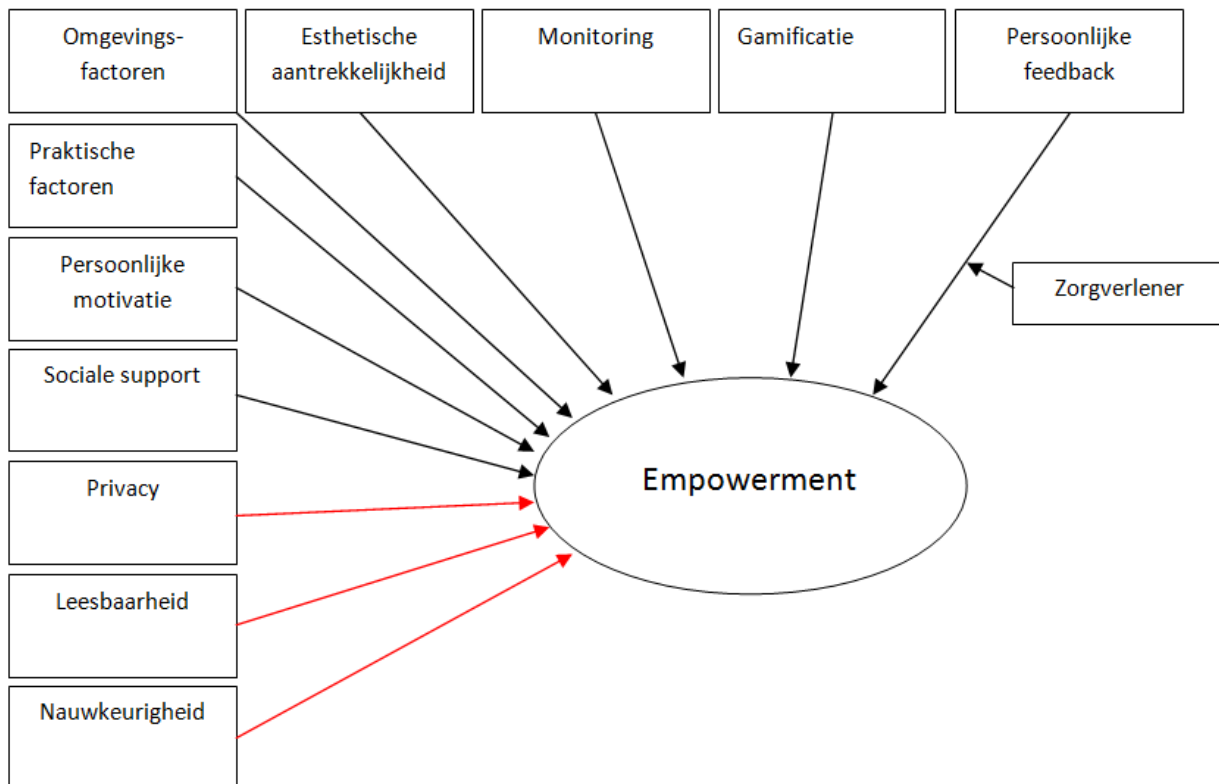 Omgevings-
factoren
Esthetische
aantrekkelijkheid
Monitoring
Gamificatie
Persoonlijke
feedback
Praktische
factoren
Persoonlijke
motivatie
Zorgverlener
Sociale support
Privacy
Empowerment
Leesbaarheid
Nauwkeurigheid